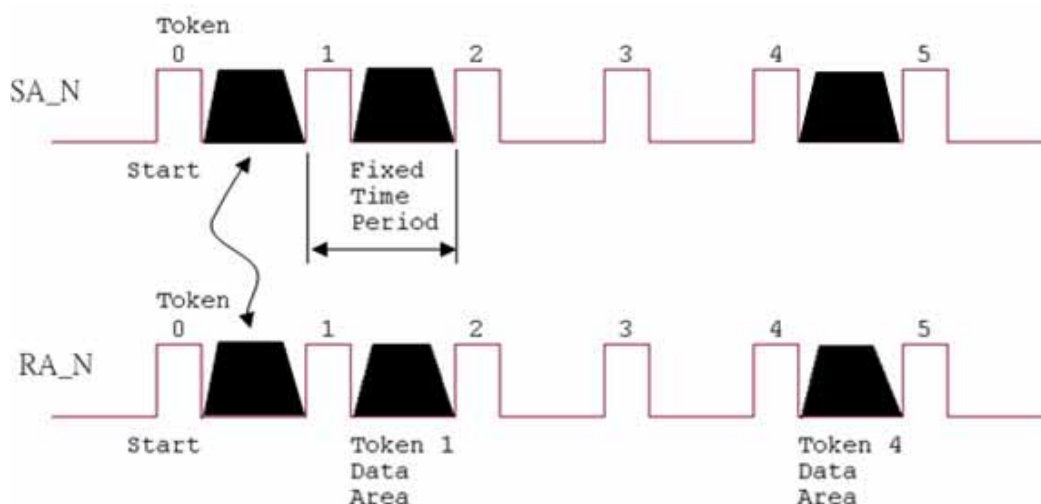 Token
0 1 2 3 4 5
SA_N
Start
Fixed
Time
Period
Token
0 1 2 3 4 5
RA_N
Start
Token 1
Data
Area
Token 4
Data
Area